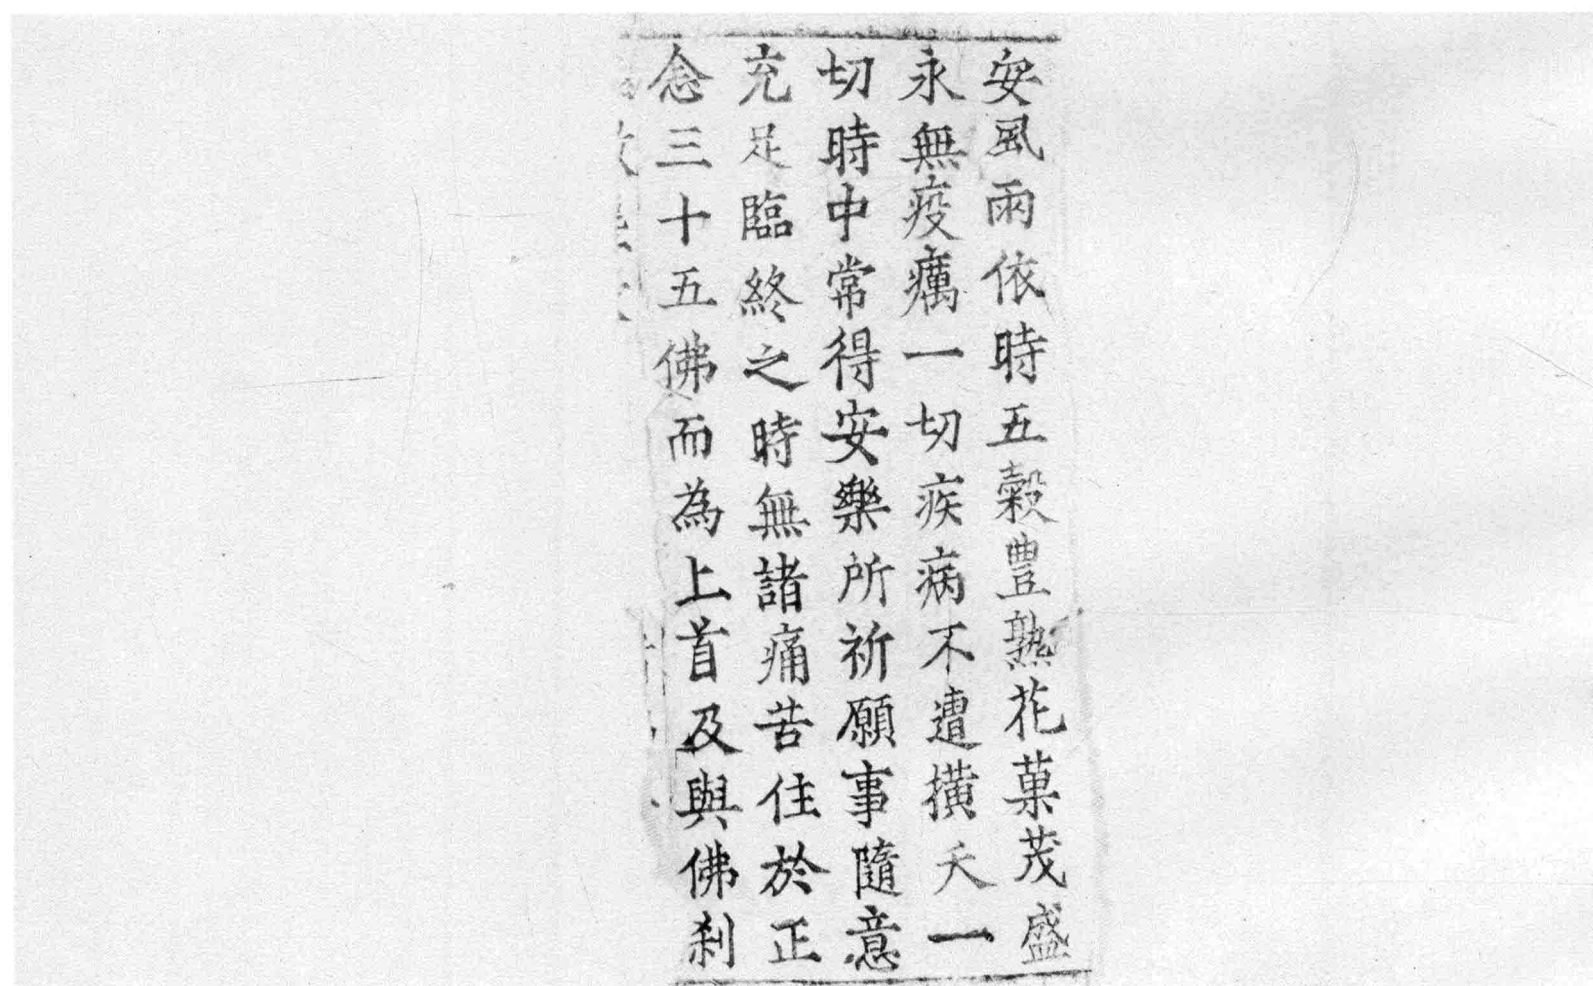 安風雨依時五穀豐熟花菓茂盛
永無疫癘一切疾病不遭撗夭一
切時中常得安樂所祈願事隨意
充足臨終之時無諸痛苦住於正
念三十五佛而為上首及與佛刹